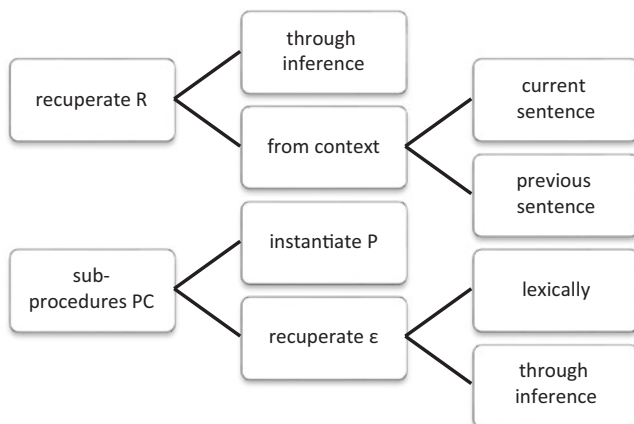 recuperate R
through
inference
from context
current
sentence
previous
sentence
sub-
procedures PC
instantiate P
recuperate ε
lexically
through
inference